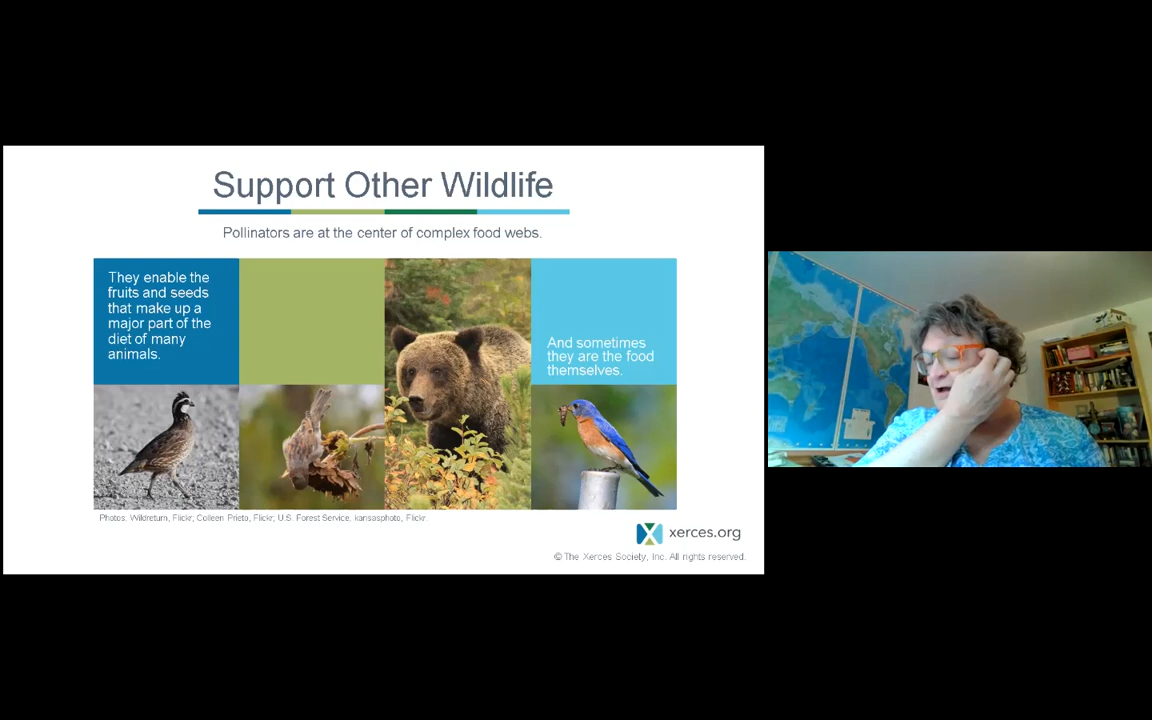 Support Other Wildlife
Pollinators are at the center of complex food webs.
They enable the
fruits and seeds
that make up a
major part of the
diet of many
animals.
And sometimes
they are the food
themselves.
Photos: Wildreturn, Flickr; Colleen Prieto, Flickr; U.S. Forest Service; kansasphoto, Flickr.
xerces.org
© The Xerces Society, Inc. All rights reserved.